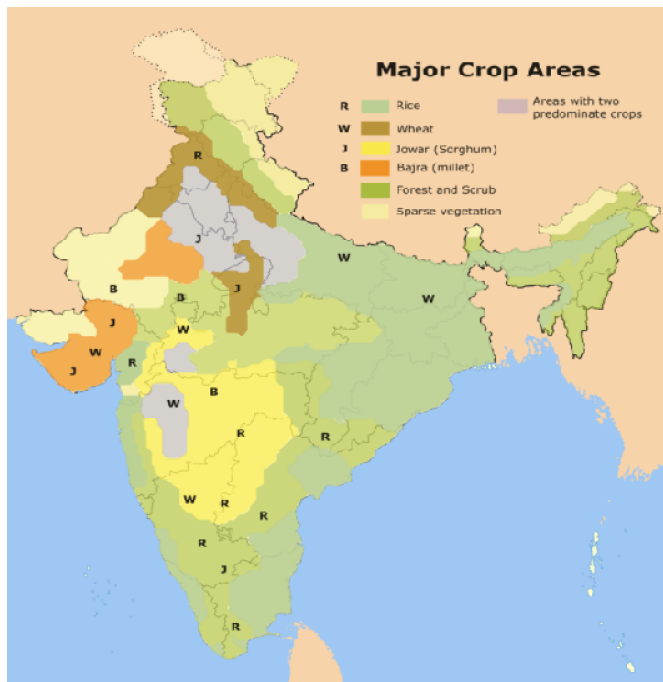 Major Crop Areas
R Rice
Areas with two
predominate crops
W Wheat
J Jowar (Sorghum)
B Bajra (millet)
Forest and Scrub
Sparse vegetation
R
J
W
B
B
J
W
J
W
J
W
R
B
W
R
R
W
R
R
R
J
R